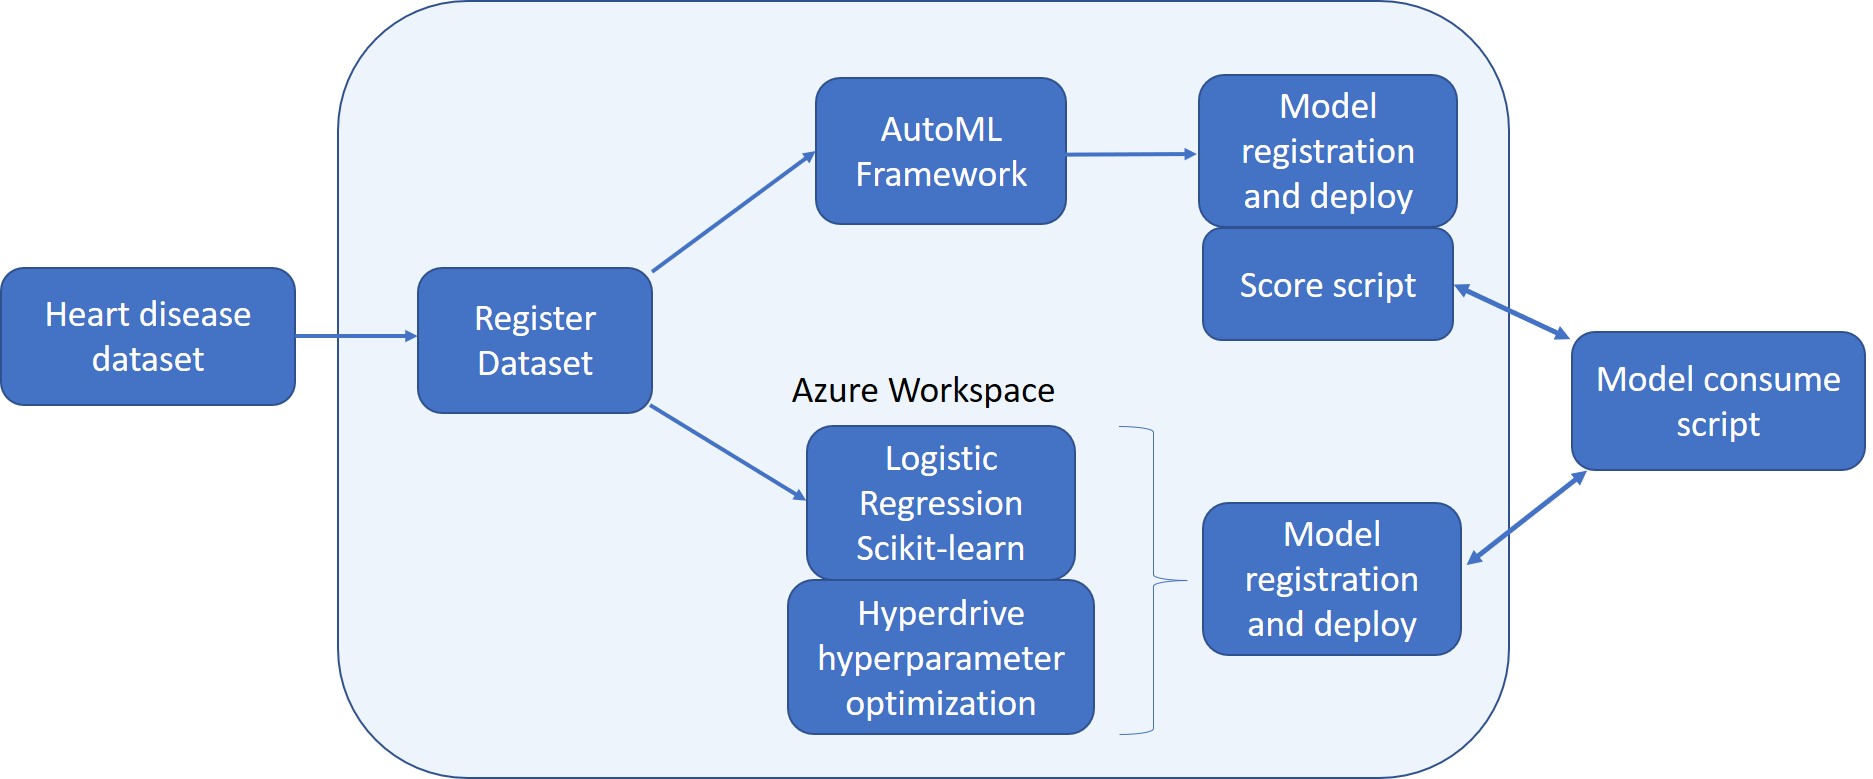 Heart disease
dataset
Register
Dataset
AutoML
Framework
Model
registration
and deploy
Score script
Azure Workspace
Logistic
Regression
Scikit-learn
Hyperdrive
hyperparameter
optimization
Model
registration
and deploy
Model consume
script